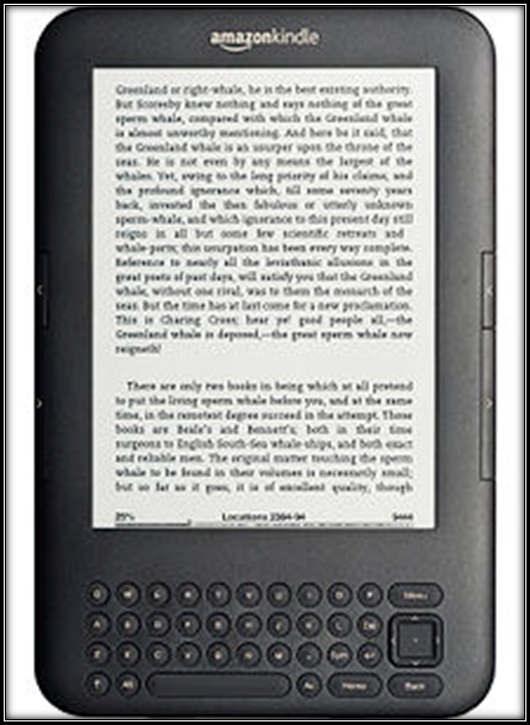 amazonkindle
Greenland or right-whale, he is the best existing authority.
But Scoresby knew nothing and says nothing of the great
sperm whale, compared with which the Greenland whale
is almost unworthy mentioning. And here be it said, that
the Greenland whale is an usurper upon the throne of the
seas. He is not even by any means the largest of the
whales. Yet, owing to the long priority of his claims, and
the profound ignorance which, till some seventy years
back, invested the then fabulous or utterly unknown
sperm-whale, and which ignorance to this present day still
reigns in all but some few scientific retreats and
whale-ports; this usurpation has been every way complete.
Reference to nearly all the leviathanic allusions in the
great poets of past days, will satisfy you that the Greenland
whale, without one rival, was to them the monarch of the
seas. But the time has at last come for a new proclamation.
This is Charing Cross; hear ye! good people all,—the
Greenland whale is deposed,—the great sperm whale now
reigneth!
There are only two books in being which at all pretend
to put the living sperm whale before you, and at the same
time, in the remotest degree succeed in the attempt. Those
books are Beale's and Bennett's; both in their time
surgeons to English South-Sea whale-ships, and both exact
and reliable men. The original matter touching the sperm
whale to be found in their volumes is necessarily small;
but so far as it goes, it is of excellent quality, though
25% Locations
Q W E R T Y U I O P Menu
A S D F G H J K L Del
Z X C V B N M
Home Back